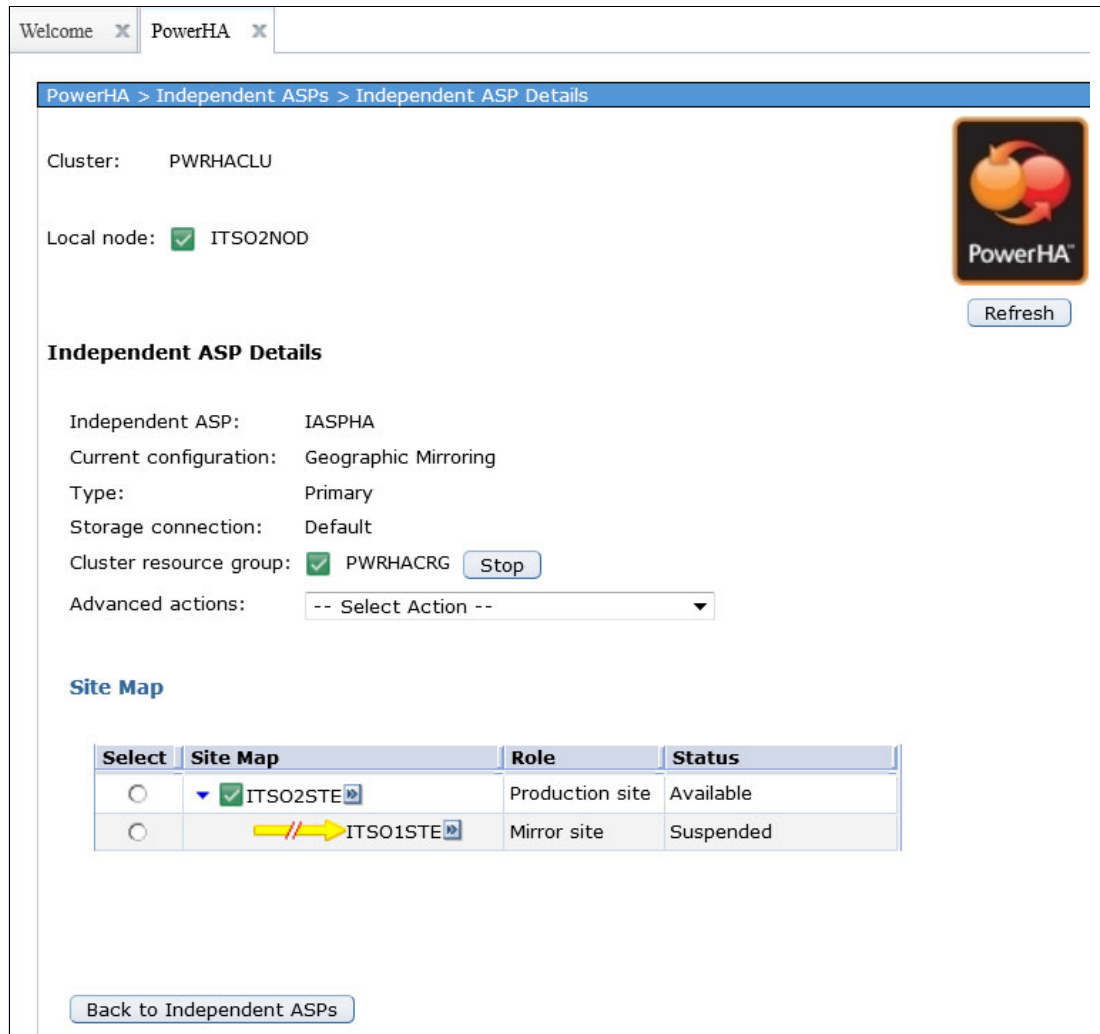 Welcome PowerHA
PowerHA > Independent ASPs > Independent ASP Details
Cluster: PWRHACLU
Local node: ITSO2NOD
PowerHA™
Refresh
Independent ASP Details
Independent ASP: IASPHA
Current configuration: Geographic Mirroring
Type: Primary
Storage connection: Default
Cluster resource group: PWRHACRG Stop
Advanced actions: -- Select Action --
Site Map
Select Site Map Role Status
ITSO2STE Production site Available
ITSO1STE Mirror site Suspended
Back to Independent ASPs